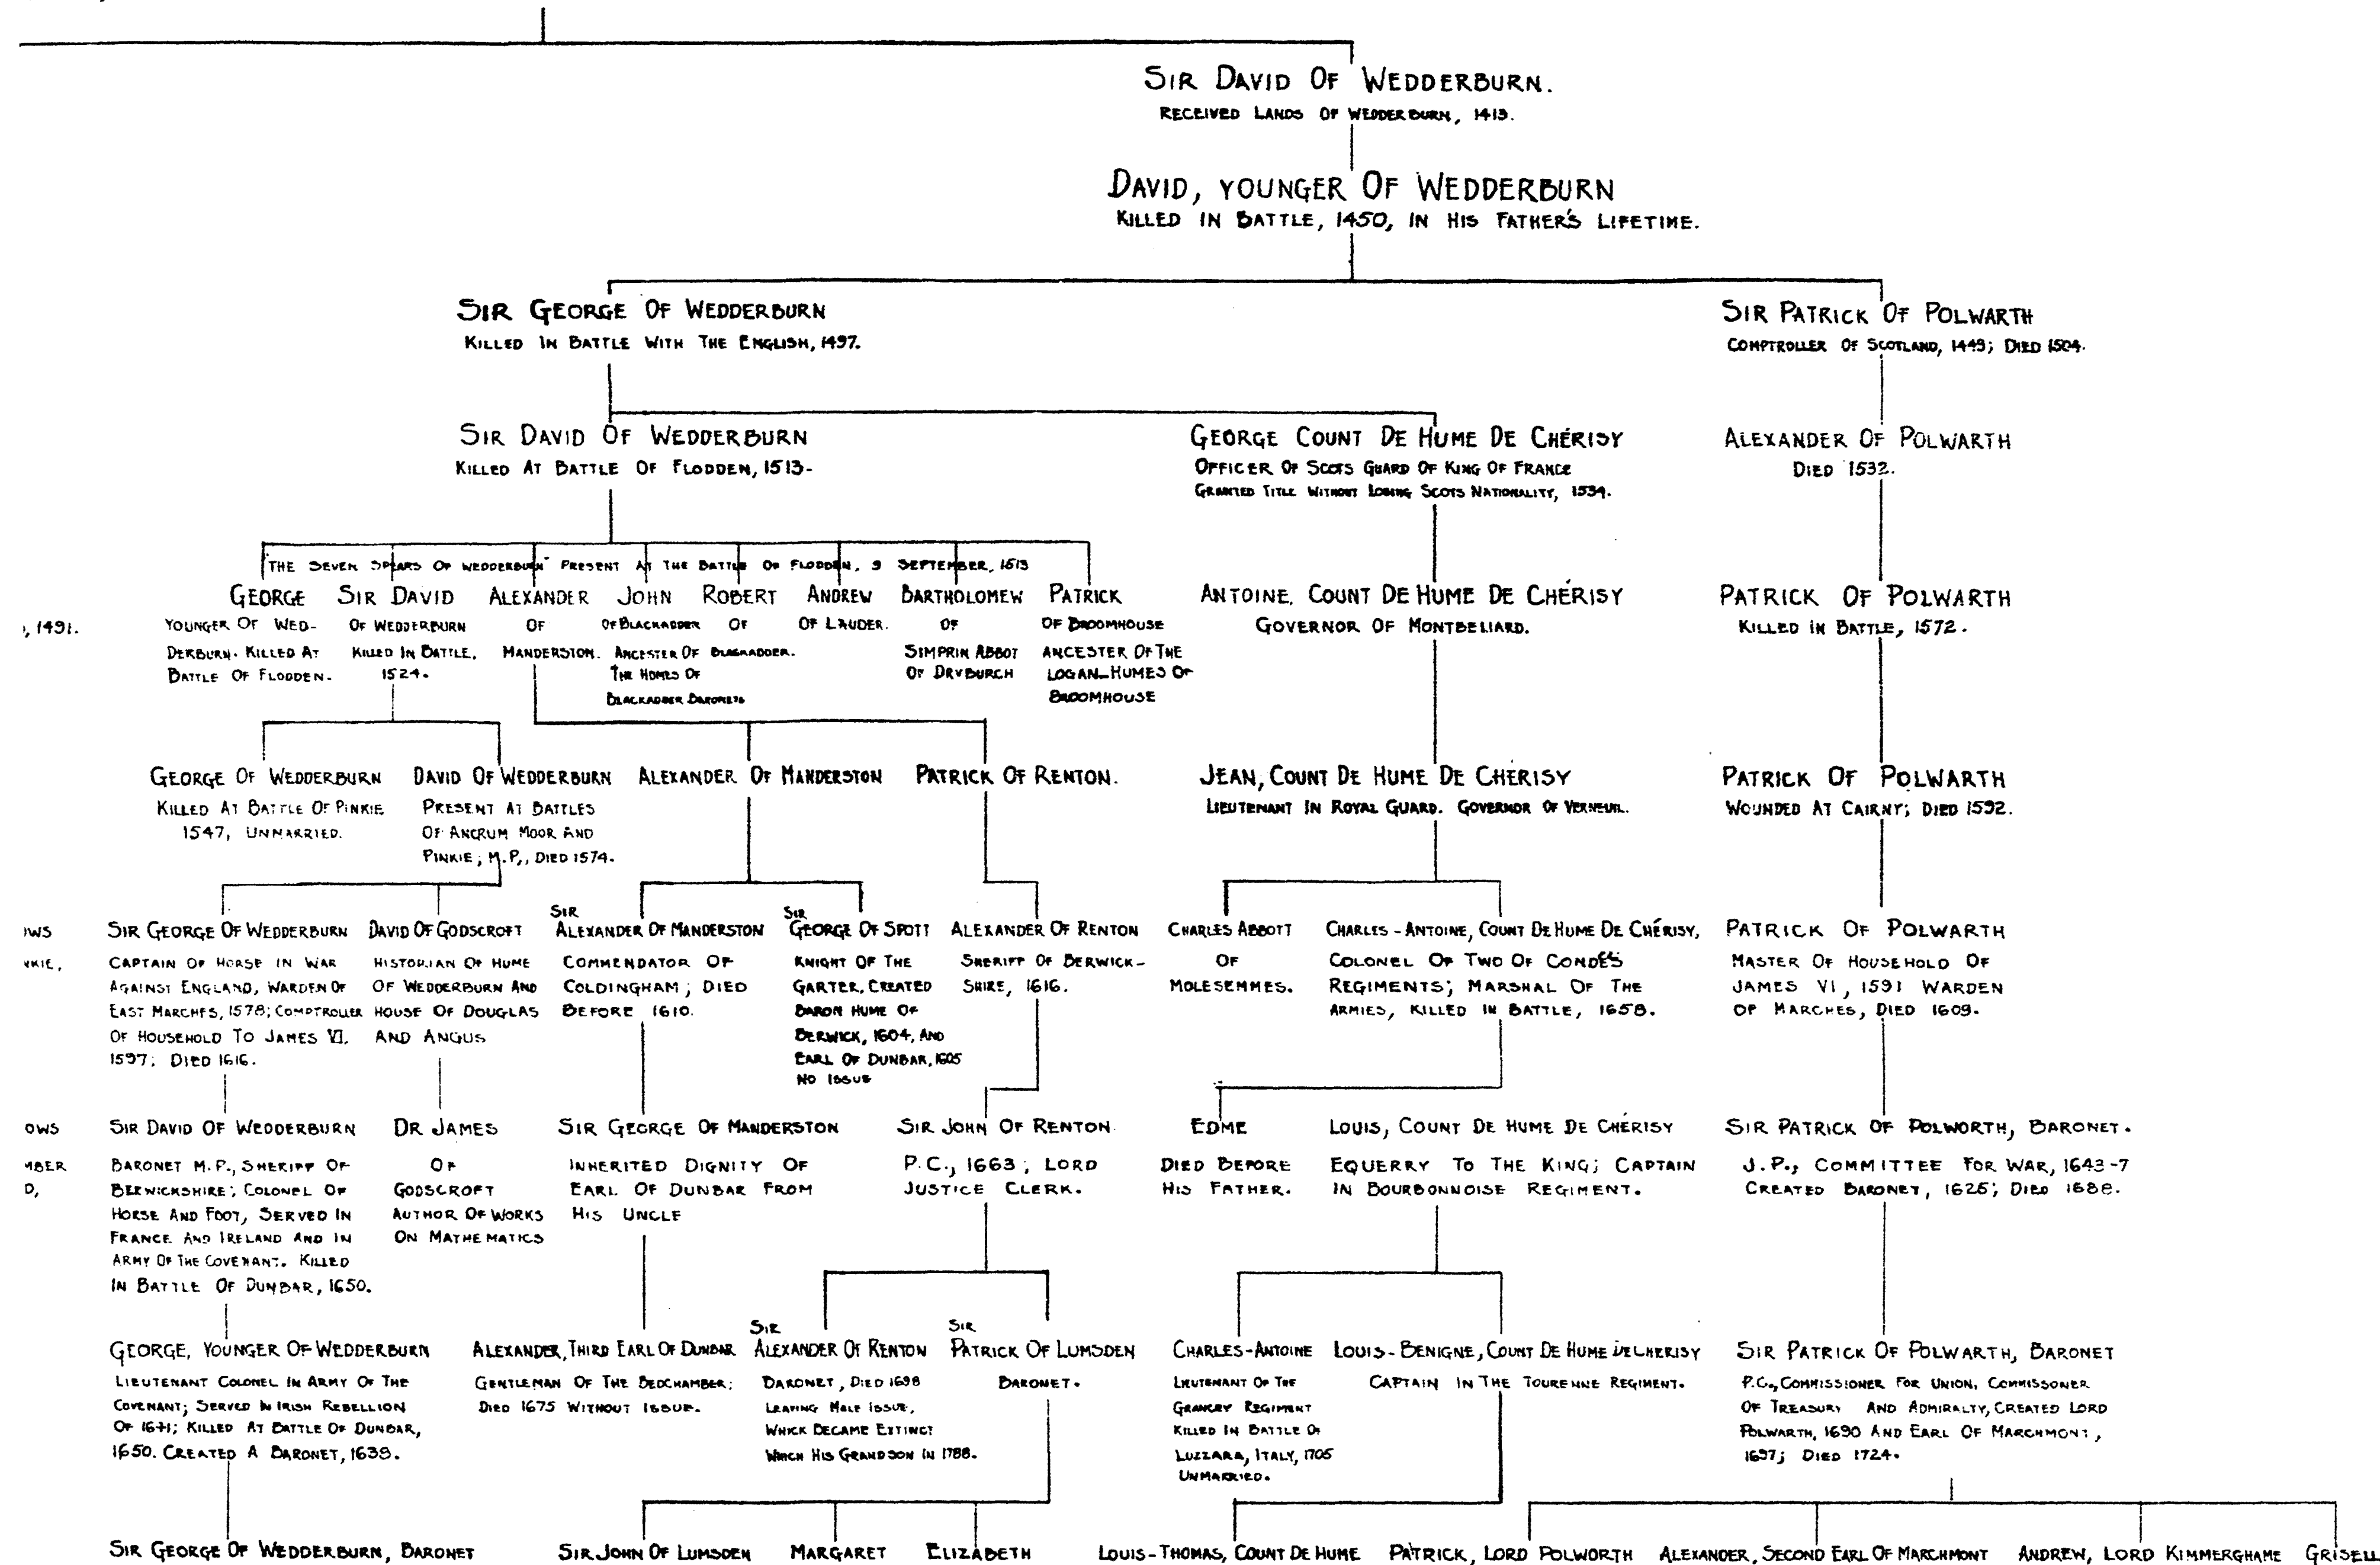 SIR DAVID OF WEDDERBURN.
RECEIVED LANDS OF WEDDERBURN, 1413.
DAVID, YOUNGER OF WEDDERBURN
KILLED IN BATTLE, 1450, IN HIS FATHER'S LIFETIME.
SIR GEORGE OF WEDDERBURN
KILLED IN BATTLE WITH THE ENGLISH, 1497.
SIR PATRICK OF POLWARTH
COMPTROLLER OF SCOTLAND, 1449; DIED 1504.
SIR DAVID OF WEDDERBURN
KILLED AT BATTLE OF FLODDEN, 1513-
GEORGE COUNT DE HUME DE CHÉRISY
OFFICER OF SCOTS GUARD OF KING OF FRANCE
GRANTED TITLE WITHOUT LOSING SCOTS NATIONALITY, 1534.
ALEXANDER OF POLWARTH
DIED 1532.
"THE SEVEN SPEARS OF WEDDERBURN" PRESENT AT THE BATTLE OF FLODDEN, 9 SEPTEMBER, 1513
), 1491.
GEORGE
YOUNGER OF WED-
DERBURN. KILLED AT
BATTLE OF FLODDEN.
SIR DAVID
OF WEDDERBURN
KILLED IN BATTLE,
1524.
ALEXANDER
OF
MANDERSTON.
JOHN
OF BLACKADDER
ANCESTER OF
THE HOMES OF
BLACKADDER BARONETS
ROBERT
OF
BLACKADDER.
ANDREW
OF LAUDER.
BARTHOLOMEW
OF
SIMPRIN ABBOT
OF DRYBURGH
PATRICK
OF BROOMHOUSE
ANCESTER OF THE
LOGAN-HUMES OF
BROOMHOUSE
ANTOINE, COUNT DE HUME DE CHÉRISY
GOVERNOR OF MONTBELIARD.
PATRICK OF POLWARTH
KILLED IN BATTLE, 1572.
GEORGE OF WEDDERBURN
KILLED AT BATTLE OF PINKIE
1547, UNMARRIED.
DAVID OF WEDDERBURN
PRESENT AT BATTLES
OF ANCRUM MOOR AND
PINKIE; M.P., DIED 1574.
ALEXANDER OF MANDERSTON
PATRICK OF RENTON.
JEAN, COUNT DE HUME DE CHÉRISY
LIEUTENANT IN ROYAL GUARD. GOVERNOR OF VERNEUIL.
PATRICK OF POLWARTH
WOUNDED AT CAIRNY; DIED 1592.
OWS
NKIE,
SIR GEORGE OF WEDDERBURN
CAPTAIN OF HORSE IN WAR
AGAINST ENGLAND, WARDEN OF
EAST MARCHES, 1578; COMPTROLLER
OF HOUSEHOLD TO JAMES VI,
1597; DIED 1616.
DAVID OF GODSCROFT
HISTORIAN OF HUME
OF WEDDERBURN AND
HOUSE OF DOUGLAS
AND ANGUS
SIR
ALEXANDER OF MANDERSTON
COMMENDATOR OF
COLDINGHAM; DIED
BEFORE 1610.
SIR
GEORGE OF SPOTT
KNIGHT OF THE
GARTER, CREATED
BARON HUME OF
BERWICK, 1604, AND
EARL OF DUNBAR, 1605
NO ISSUE
ALEXANDER OF RENTON
SHERIFF OF BERWICK-
SHIRE, 1616.
CHARLES ABBOTT
OF
MOLESEMMES.
CHARLES-ANTOINE, COUNT DE HUME DE CHÉRISY,
COLONEL OF TWO OF CONDÉS
REGIMENTS; MARSHAL OF THE
ARMIES, KILLED IN BATTLE, 1658.
PATRICK OF POLWARTH
MASTER OF HOUSEHOLD OF
JAMES VI, 1591 WARDEN
OF MARCHES, DIED 1609.
OWS
MBER
D,
SIR DAVID OF WEDDERBURN
BARONET M.P., SHERIFF OF
BERWICKSHIRE; COLONEL OF
HORSE AND FOOT, SERVED IN
FRANCE AND IRELAND AND IN
ARMY OF THE COVENANT. KILLED
IN BATTLE OF DUNBAR, 1650.
DR JAMES
OF
GODSCROFT
AUTHOR OF WORKS
ON MATHEMATICS
SIR GEORGE OF MANDERSTON
INHERITED DIGNITY OF
EARL OF DUNBAR FROM
HIS UNCLE
SIR JOHN OF RENTON
P.C., 1663; LORD
JUSTICE CLERK.
EDME
DIED BEFORE
HIS FATHER.
LOUIS, COUNT DE HUME DE CHÉRISY
EQUERRY TO THE KING; CAPTAIN
IN BOURBONNOISE REGIMENT.
SIR PATRICK OF POLWORTH, BARONET.
J.P., COMMITTEE FOR WAR, 1643-7
CREATED BARONET, 1625; DIED 1688.
GEORGE, YOUNGER OF WEDDERBURN
LIEUTENANT COLONEL IN ARMY OF THE
COVENANT; SERVED IN IRISH REBELLION
OF 1641; KILLED AT BATTLE OF DUNBAR,
1650. CREATED A BARONET, 1638.
ALEXANDER, THIRD EARL OF DUNBAR
GENTLEMAN OF THE BEDCHAMBER;
DIED 1675 WITHOUT ISSUE.
SIR
ALEXANDER OF RENTON
BARONET, DIED 1698
LEAVING MALE ISSUE,
WHICK BECAME EXTINCT
WHICH HIS GRANDSON IN 1788.
SIR
PATRICK OF LUMSDEN
BARONET.
CHARLES-ANTOINE
LIEUTENANT OF THE
GRANCEY REGIMENT
KILLED IN BATTLE OF
LUZZARA, ITALY, 1705
UNMARRIED.
LOUIS-BENIGNE, COUNT DE HUME DE CHERISY
CAPTAIN IN THE TOURENNE REGIMENT.
SIR PATRICK OF POLWARTH, BARONET
P.C., COMMISSIONER FOR UNION, COMMISSONER
OF TREASURY AND ADMIRALTY, CREATED LORD
POLWARTH, 1690 AND EARL OF MARCHMONT,
1697; DIED 1724.
SIR GEORGE OF WEDDERBURN, BARONET
SIR JOHN OF LUMSDEN
MARGARET
ELIZABETH
LOUIS-THOMAS, COUNT DE HUME
PATRICK, LORD POLWORTH
ALEXANDER, SECOND EARL OF MARCHMONT
ANDREW, LORD KIMMERGHAME
GRISELL